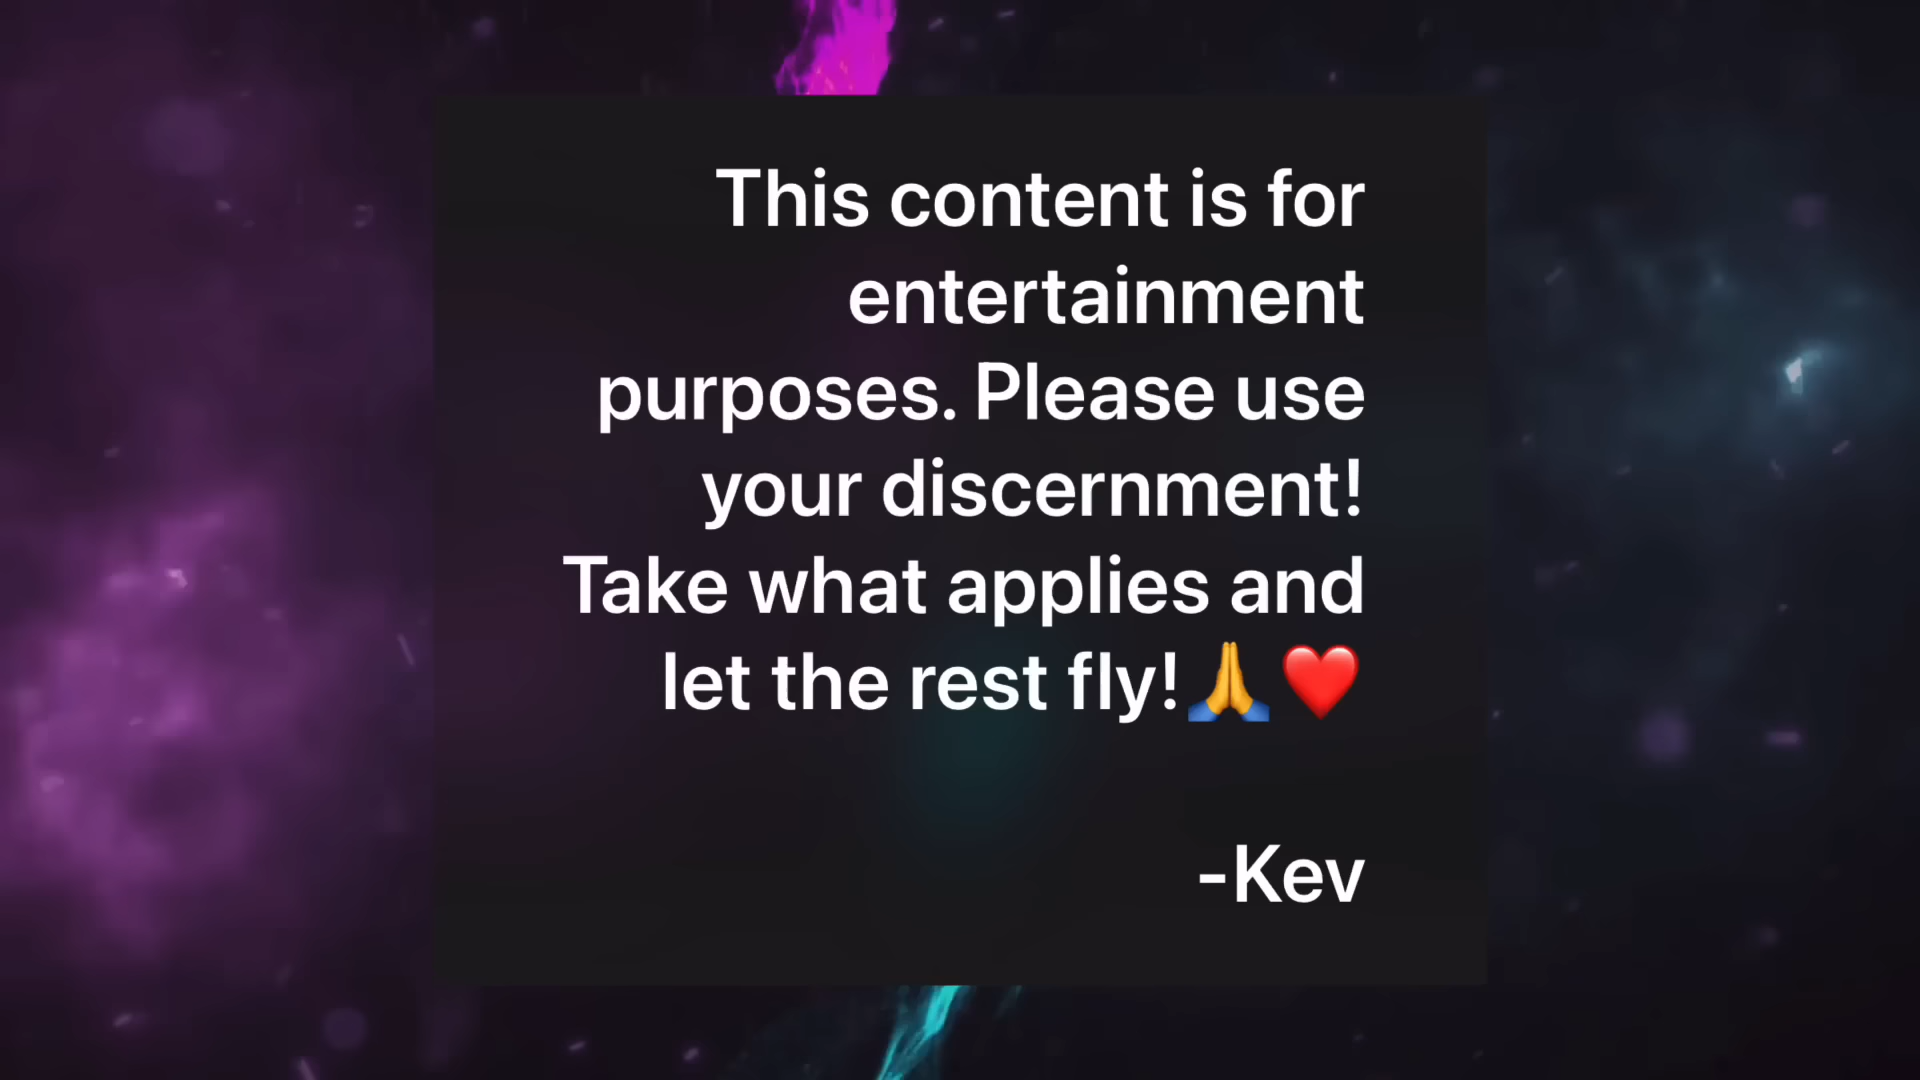 This content is for
entertainment
purposes. Please use
your discernment!
Take what applies and
let the rest fly!🙏❤️
-Kev